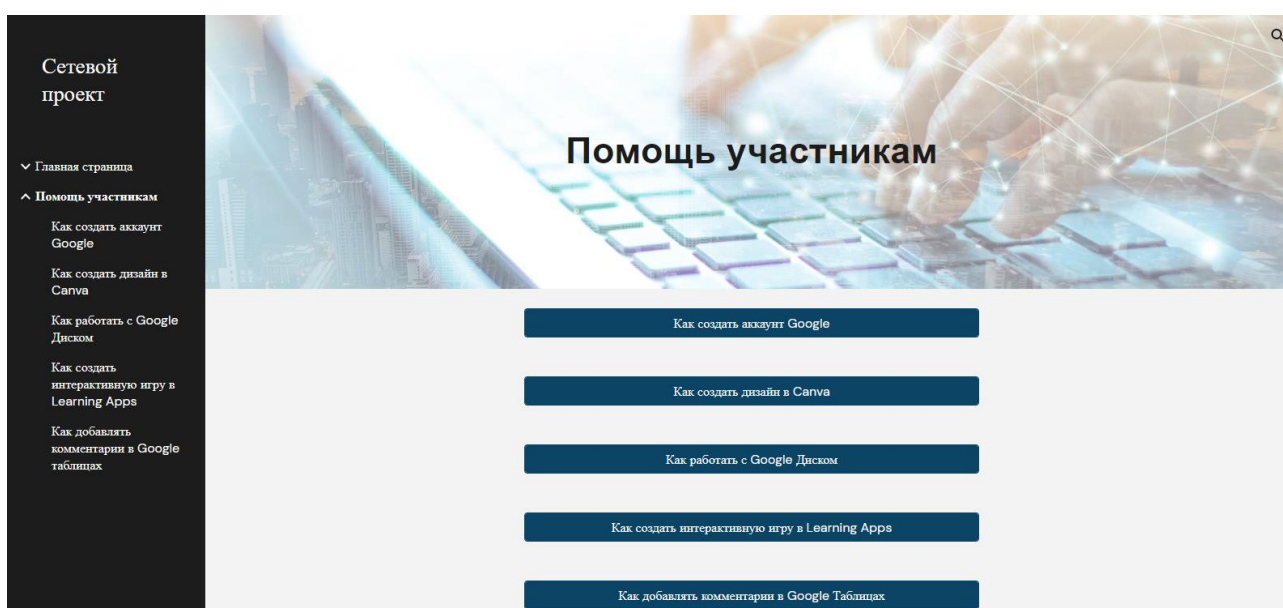 Сетевой
проект
Главная страница
Помощь участникам
Как создать аккаунт
Google
Как создать дизайн в
Canva
Как работать с Google
Диском
Как создать
интерактивную игру в
Learning Apps
Как добавлять
комментарии в Google
таблицах
Помощь участникам
Как создать аккаунт Google
Как создать дизайн в Canva
Как работать с Google Диском
Как создать интерактивную игру в Learning Apps
Как добавлять комментарии в Google Таблицах